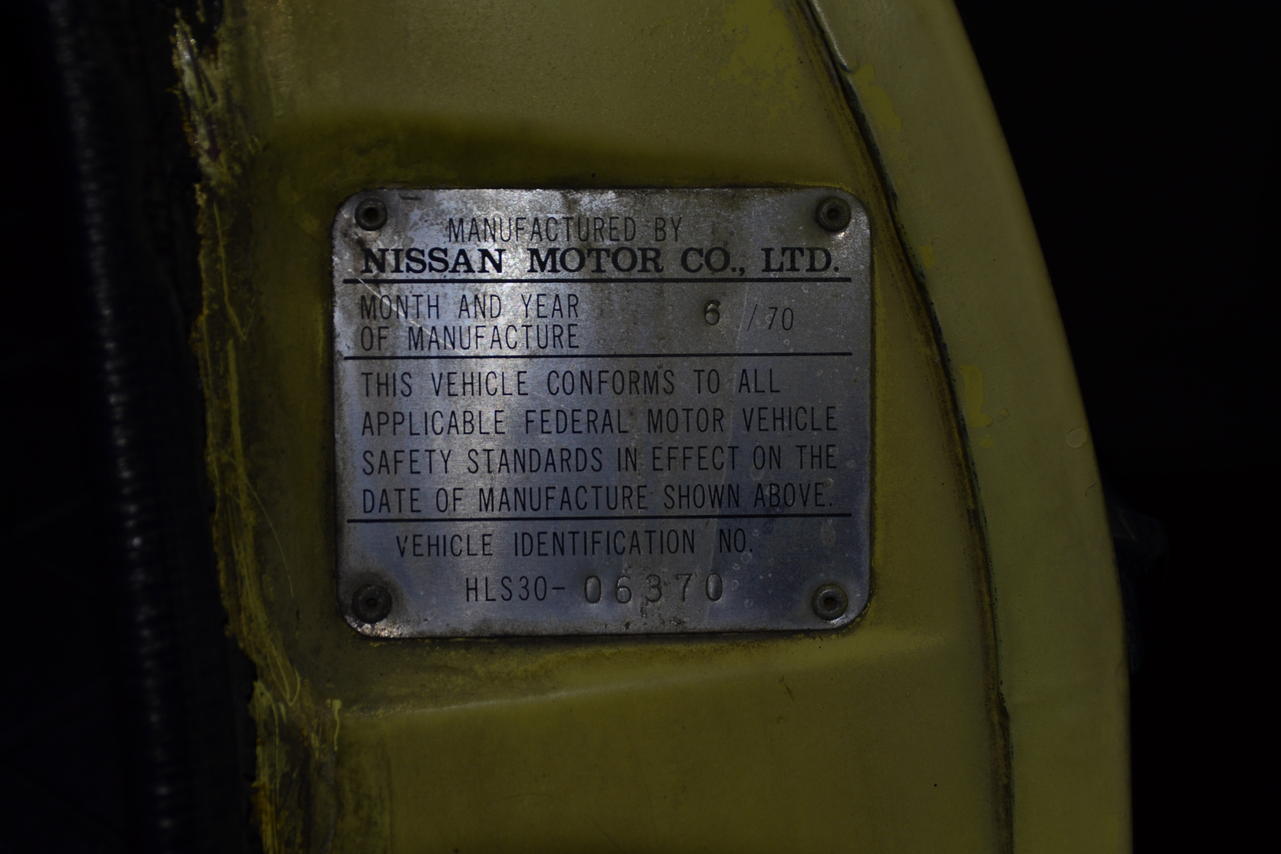 MANUFACTURED BY
NISSAN MOTOR CO., LTD.
MONTH AND YEAR
OF MANUFACTURE 6 /70
THIS VEHICLE CONFORMS TO ALL
APPLICABLE FEDERAL MOTOR VEHICLE
SAFETY STANDARDS IN EFFECT ON THE
DATE OF MANUFACTURE SHOWN ABOVE.
VEHICLE IDENTIFICATION NO.
HLS30- 06370